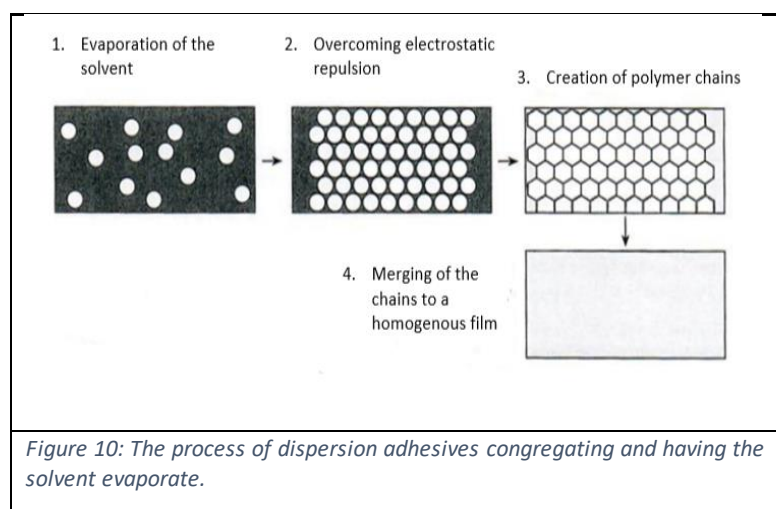 1. Evaporation of the
solvent
2. Overcoming electrostatic
repulsion
3. Creation of polymer chains
4. Merging of the
chains to a
homogenous film
Figure 10: The process of dispersion adhesives congregating and having the
solvent evaporate.